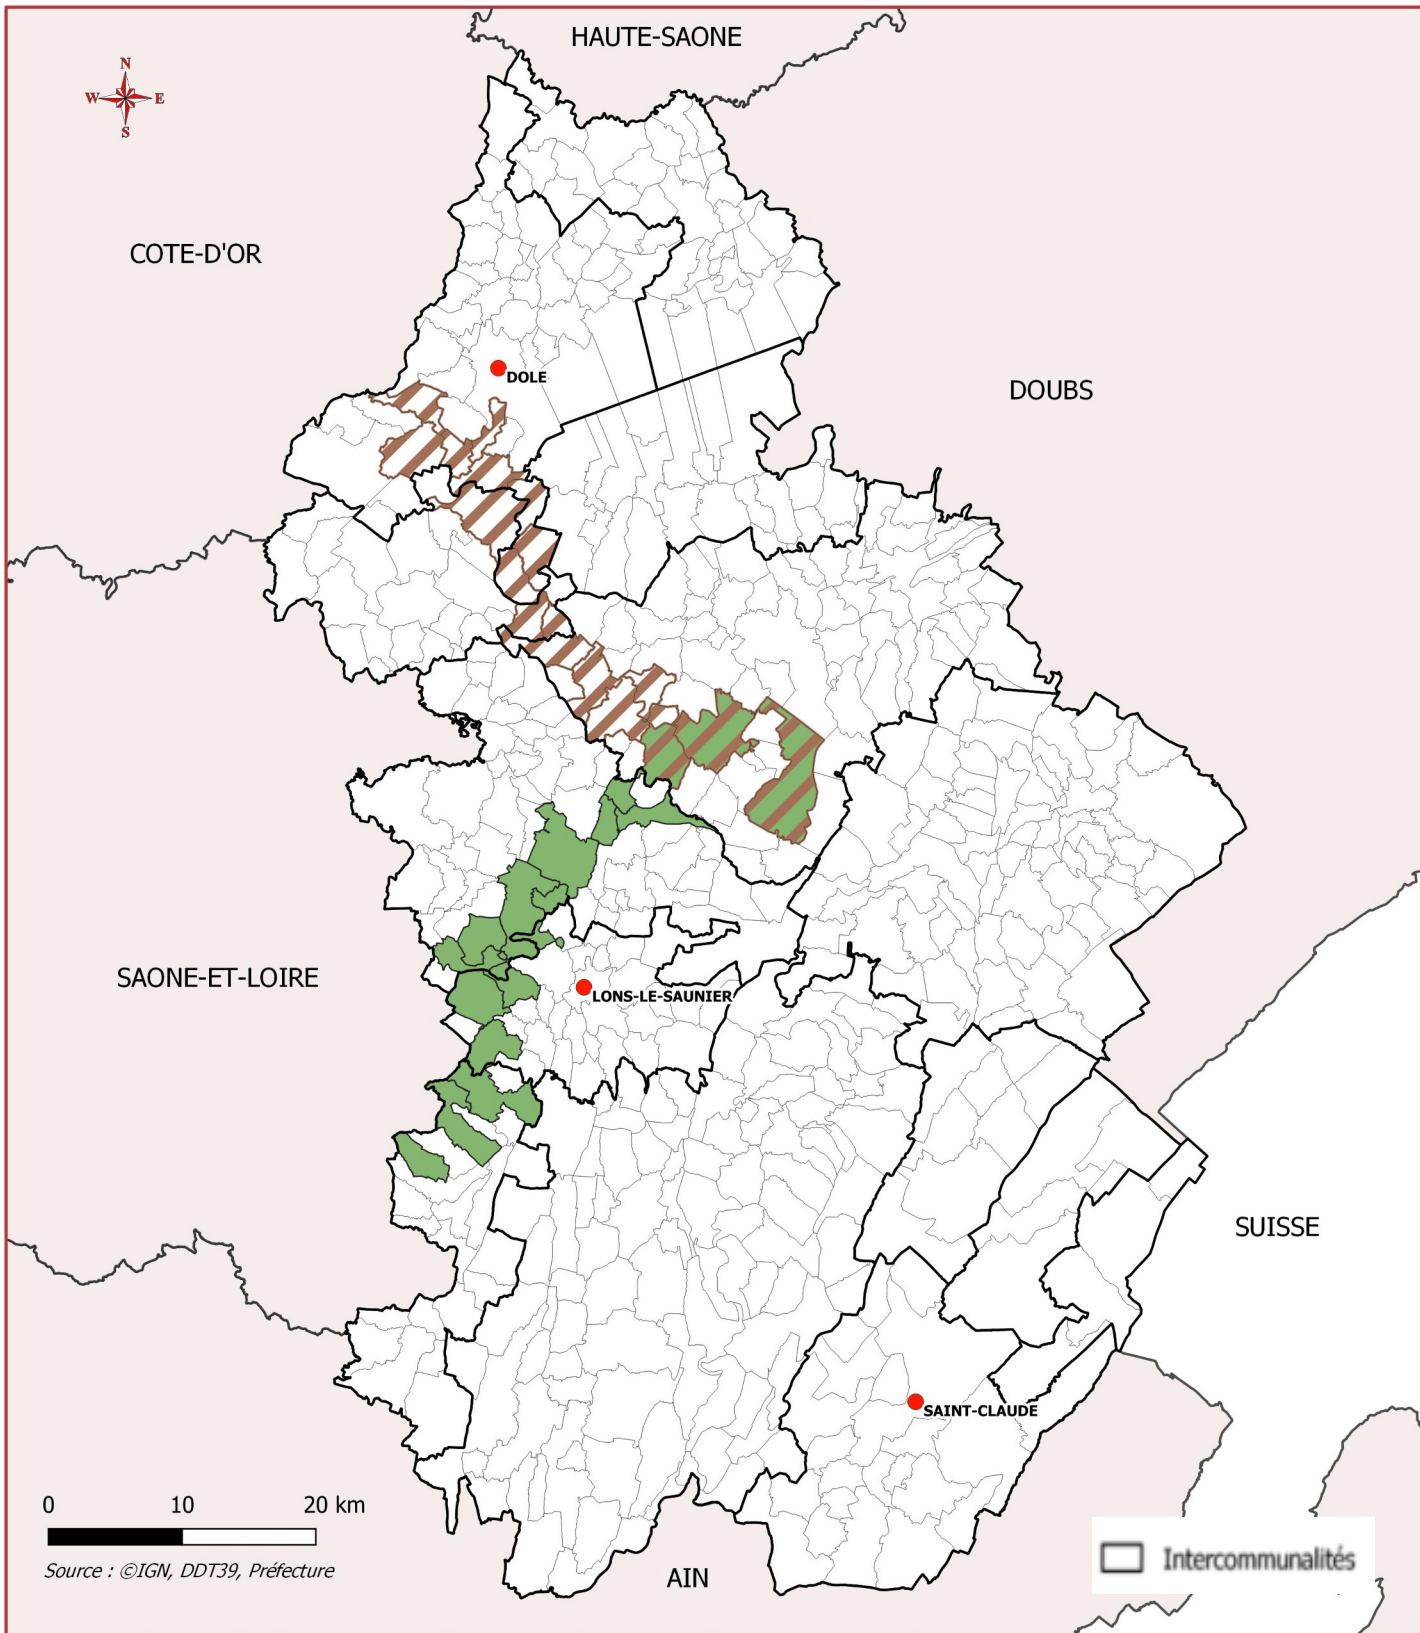 HAUTE-SAONE
N
W E
S
COTE-D'OR
DOLE
DOUBS
SAONE-ET-LOIRE
LONS-LE-SAUNIER
SUISSE
SAINT-CLAUDE
0 10 20 km
Source : ©IGN, DDT39, Préfecture
AIN
Intercommunalités